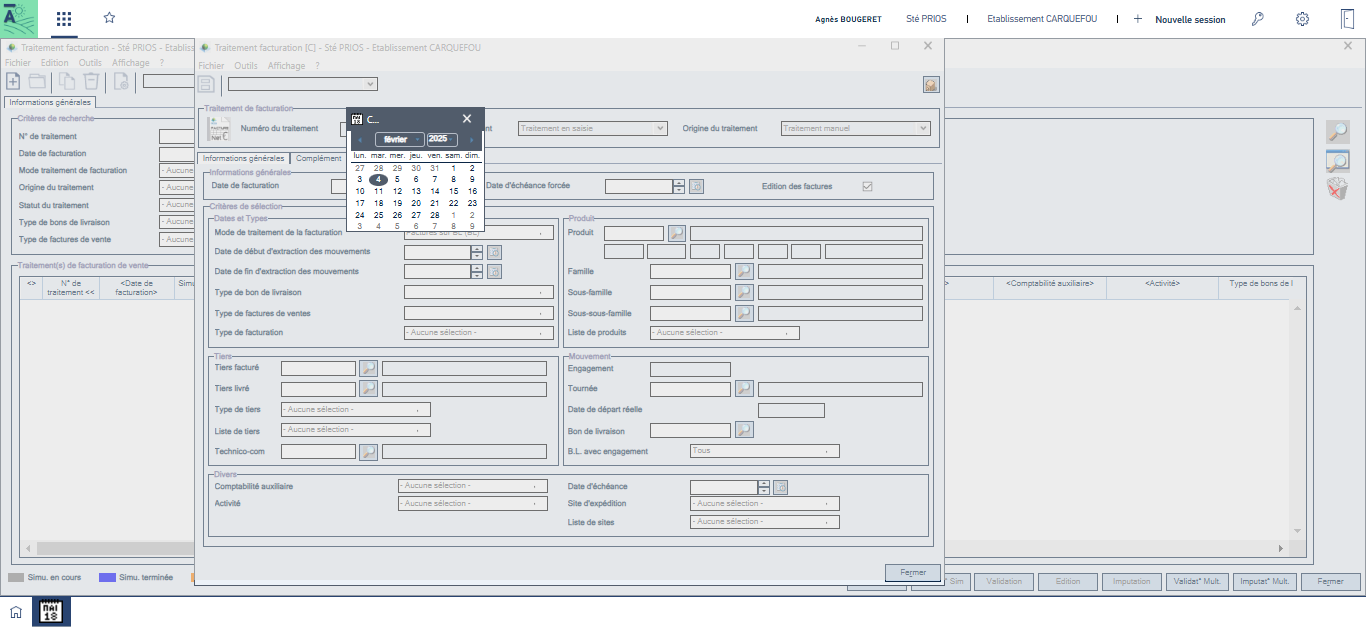 Agnès BOUGERET Sté PRIOS | Etablissement CARQUEFOU | + Nouvelle session
Traitement facturation - Sté PRIOS - Etablis
Fichier Edition Outils Affichage ?
Informations générales
Critères de recherche
N° de traitement
Date de facturation
Mode traitement de facturation - Aucune
Origine du traitement - Aucune
Statut du traitement - Aucune
Type de bons de livraison - Aucune
Type de factures de vente - Aucune
Traitement(s) de facturation de vente
<> N° de traitement << <Date de facturation> Simu
Traitement facturation [C] - Sté PRIOS - Etablissement CARQUEFOU
Fichier Outils Affichage ?
Traitement de facturation
Numéro du traitement
nt Traitement en saisie
Origine du traitement Traitement manuel
Informations générales Complément
Informations générales
Date de facturation
Date d'échéance forcée
Edition des factures
C...
février 2025
lun. mar. mer. jeu. ven. sam. dim.
27 28 29 30 31 1 2
3 4 5 6 7 8 9
10 11 12 13 14 15 16
17 18 19 20 21 22 23
24 25 26 27 28 1 2
3 4 5 6 7 8 9
Critères de sélection
Dates et Types
Mode de traitement de la facturation
Date de début d'extraction des mouvements
Date de fin d'extraction des mouvements
Type de bon de livraison
Type de factures de ventes
Type de facturation - Aucune sélection -
Produit
Produit
Famille
Sous-famille
Sous-sous-famille
Liste de produits - Aucune sélection -
Tiers
Tiers facturé
Tiers livré
Type de tiers - Aucune sélection -
Liste de tiers - Aucune sélection -
Technico-com
Mouvement
Engagement
Tournée
Date de départ réelle
Bon de livraison
B.L. avec engagement Tous
Divers
Comptabilité auxiliaire - Aucune sélection -
Activité - Aucune sélection -
Date d'échéance
Site d'expédition - Aucune sélection -
Liste de sites - Aucune sélection -
Fermer
> <Comptabilité auxiliaire> <Activité> Type de bons de l
Simu. en cours Simu. terminée
° Sim Validation Edition Imputation Validat° Mult. Imputat° Mult. Fermer
MAI
18